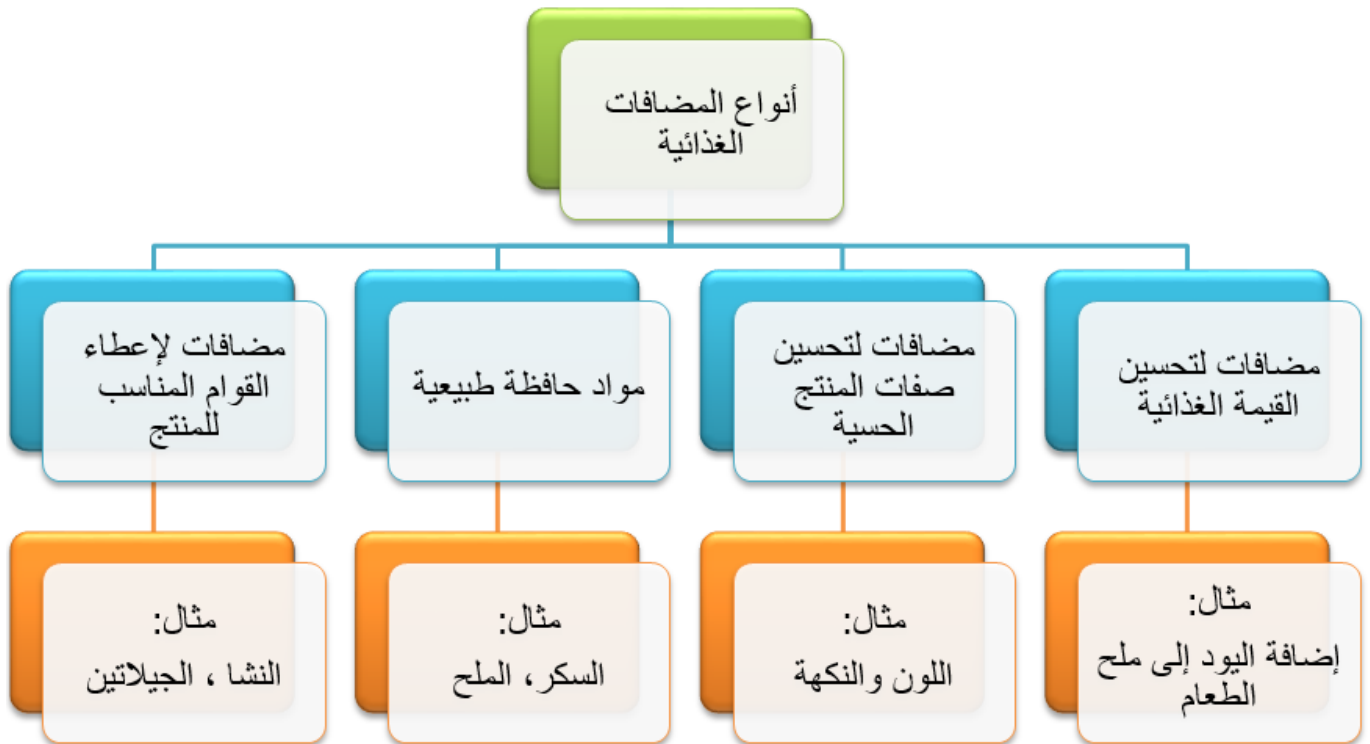 أنواع المضافات
الغذائية
مضافات لتحسين
القيمة الغذائية
مضافات لتحسين
صفات المنتج
الحسية
مواد حافظة طبيعية
مضافات لإعطاء
القوام المناسب
للمنتج
مثال:
إضافة اليود إلى ملح
الطعام
مثال:
اللون والنكهة
مثال:
السكر، الملح
مثال:
النشا ، الجيلاتين